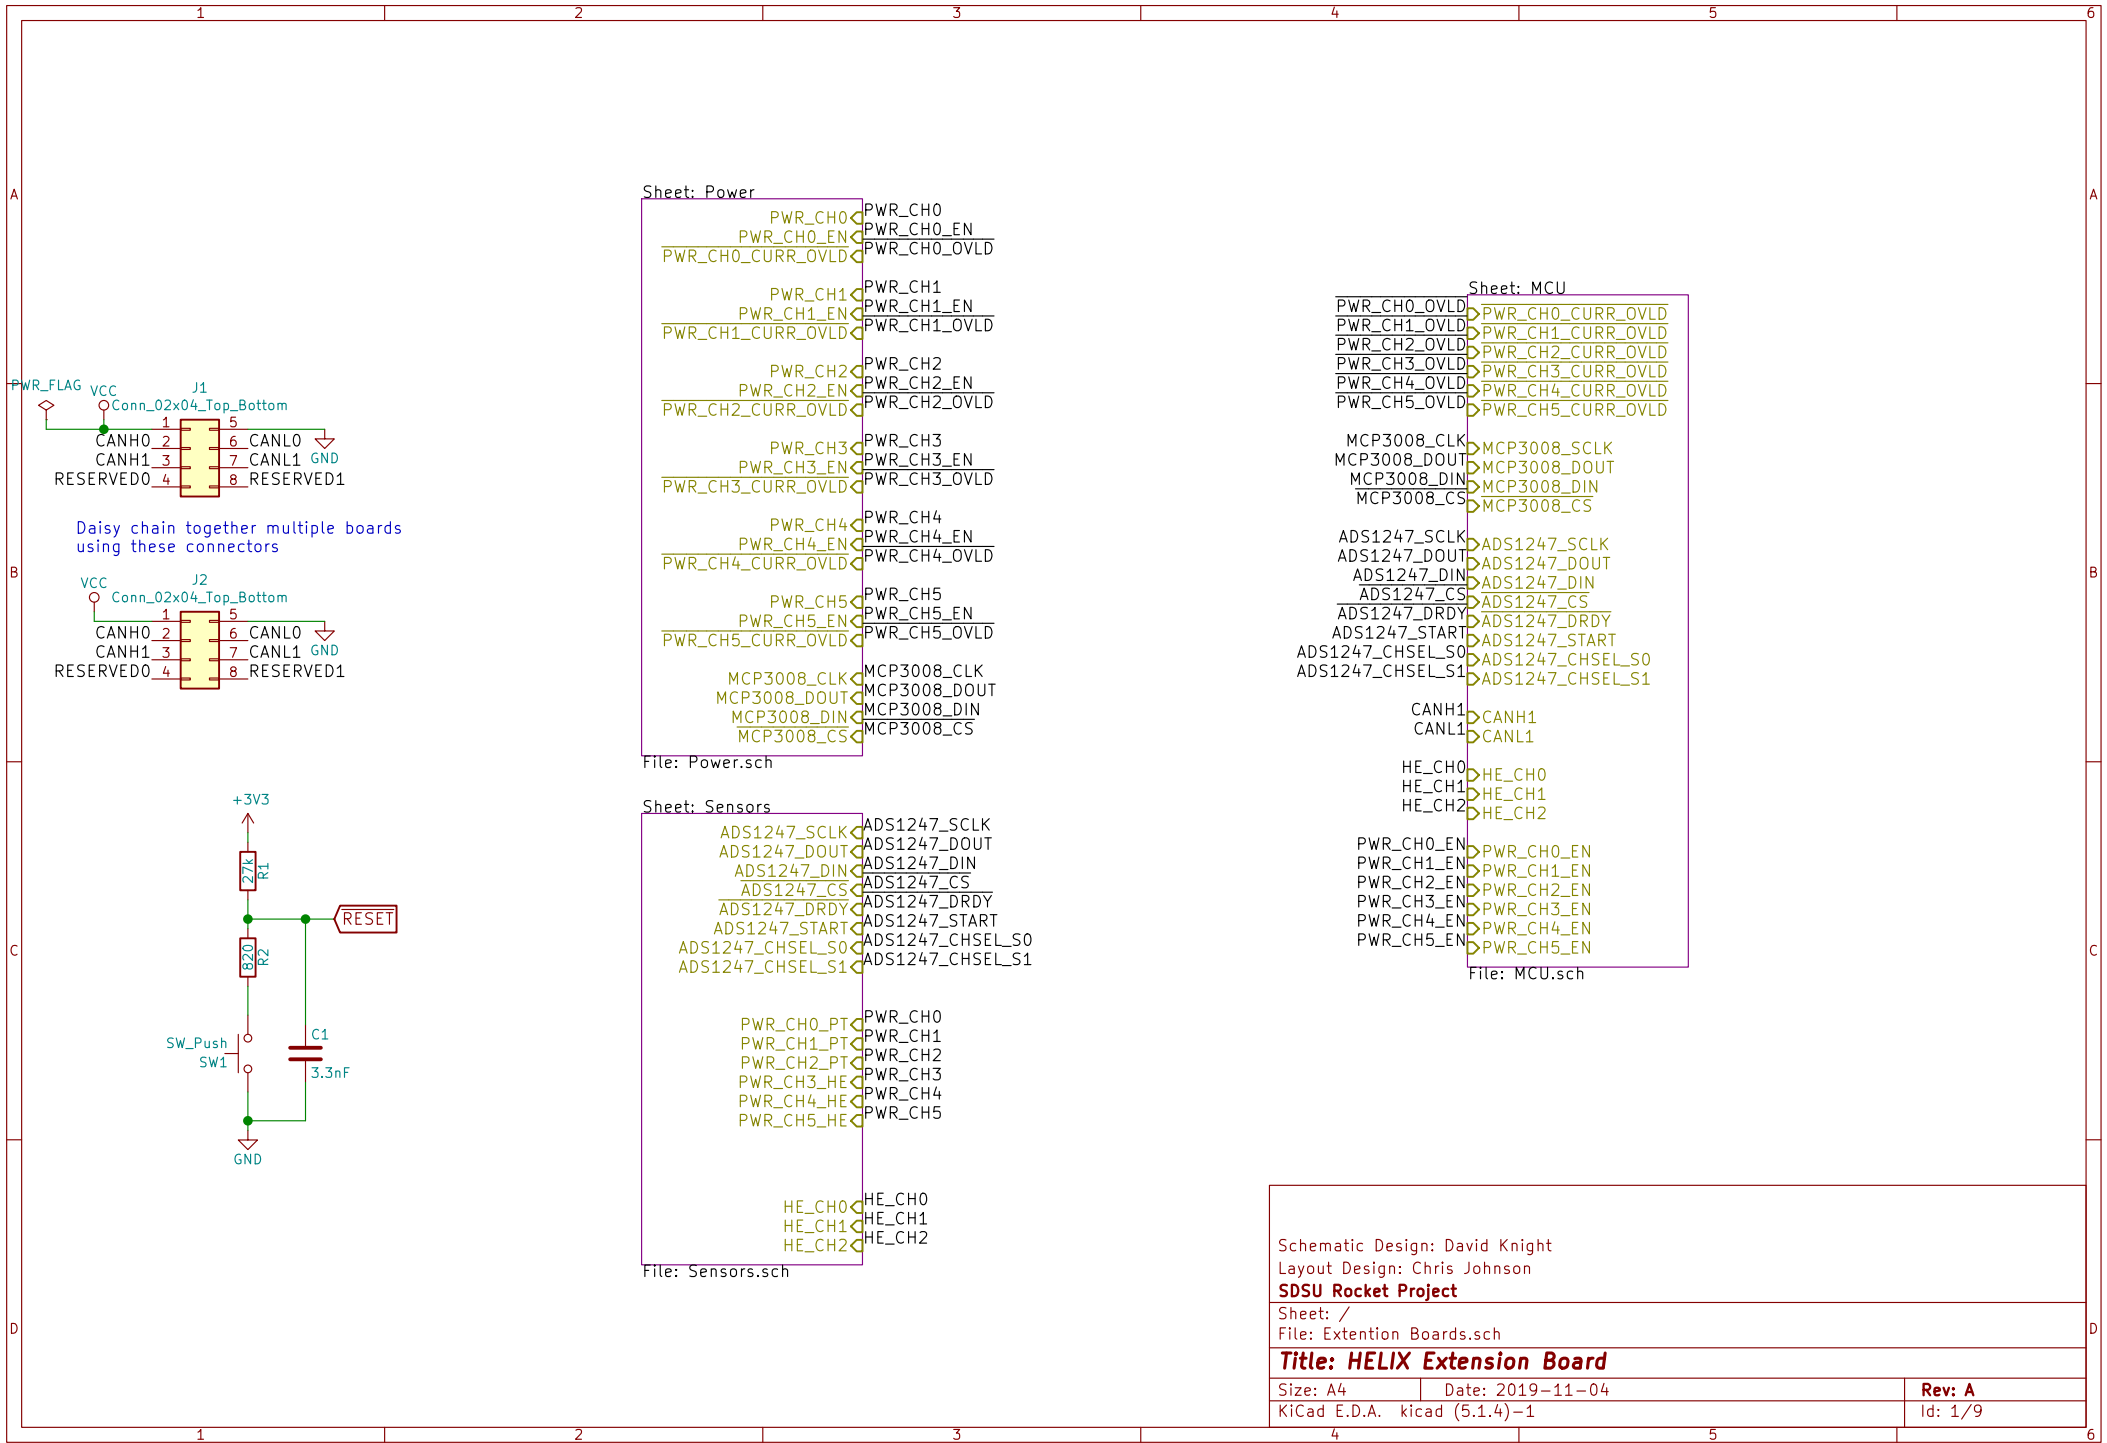 1 2 3 4 5 6
A
B
C
D
PWR_FLAG
VCC
J1
Conn_02x04_Top_Bottom
1 5
CANH0 2 6 CANL0
CANH1 3 7 CANL1
RESERVED0 4 8 RESERVED1
GND
Daisy chain together multiple boards
using these connectors
VCC
J2
Conn_02x04_Top_Bottom
1 5
CANH0 2 6 CANL0
CANH1 3 7 CANL1
RESERVED0 4 8 RESERVED1
GND
+3V3
27k
R1
RESET
820
R2
SW_Push
SW1
C1
3.3nF
GND
Sheet: Power
PWR_CH0 PWR_CH0
PWR_CH0_EN PWR_CH0_EN
PWR_CH0_CURR_OVLD PWR_CH0_OVLD
PWR_CH1 PWR_CH1
PWR_CH1_EN PWR_CH1_EN
PWR_CH1_CURR_OVLD PWR_CH1_OVLD
PWR_CH2 PWR_CH2
PWR_CH2_EN PWR_CH2_EN
PWR_CH2_CURR_OVLD PWR_CH2_OVLD
PWR_CH3 PWR_CH3
PWR_CH3_EN PWR_CH3_EN
PWR_CH3_CURR_OVLD PWR_CH3_OVLD
PWR_CH4 PWR_CH4
PWR_CH4_EN PWR_CH4_EN
PWR_CH4_CURR_OVLD PWR_CH4_OVLD
PWR_CH5 PWR_CH5
PWR_CH5_EN PWR_CH5_EN
PWR_CH5_CURR_OVLD PWR_CH5_OVLD
MCP3008_CLK MCP3008_CLK
MCP3008_DOUT MCP3008_DOUT
MCP3008_DIN MCP3008_DIN
MCP3008_CS MCP3008_CS
File: Power.sch
Sheet: Sensors
ADS1247_SCLK ADS1247_SCLK
ADS1247_DOUT ADS1247_DOUT
ADS1247_DIN ADS1247_DIN
ADS1247_CS ADS1247_CS
ADS1247_DRDY ADS1247_DRDY
ADS1247_START ADS1247_START
ADS1247_CHSEL_S0 ADS1247_CHSEL_S0
ADS1247_CHSEL_S1 ADS1247_CHSEL_S1
PWR_CH0_PT PWR_CH0
PWR_CH1_PT PWR_CH1
PWR_CH2_PT PWR_CH2
PWR_CH3_HE PWR_CH3
PWR_CH4_HE PWR_CH4
PWR_CH5_HE PWR_CH5
HE_CH0 HE_CH0
HE_CH1 HE_CH1
HE_CH2 HE_CH2
File: Sensors.sch
Sheet: MCU
PWR_CH0_OVLD PWR_CH0_CURR_OVLD
PWR_CH1_OVLD PWR_CH1_CURR_OVLD
PWR_CH2_OVLD PWR_CH2_CURR_OVLD
PWR_CH3_OVLD PWR_CH3_CURR_OVLD
PWR_CH4_OVLD PWR_CH4_CURR_OVLD
PWR_CH5_OVLD PWR_CH5_CURR_OVLD
MCP3008_CLK MCP3008_SCLK
MCP3008_DOUT MCP3008_DOUT
MCP3008_DIN MCP3008_DIN
MCP3008_CS MCP3008_CS
ADS1247_SCLK ADS1247_SCLK
ADS1247_DOUT ADS1247_DOUT
ADS1247_DIN ADS1247_DIN
ADS1247_CS ADS1247_CS
ADS1247_DRDY ADS1247_DRDY
ADS1247_START ADS1247_START
ADS1247_CHSEL_S0 ADS1247_CHSEL_S0
ADS1247_CHSEL_S1 ADS1247_CHSEL_S1
CANH1 CANH1
CANL1 CANL1
HE_CH0 HE_CH0
HE_CH1 HE_CH1
HE_CH2 HE_CH2
PWR_CH0_EN PWR_CH0_EN
PWR_CH1_EN PWR_CH1_EN
PWR_CH2_EN PWR_CH2_EN
PWR_CH3_EN PWR_CH3_EN
PWR_CH4_EN PWR_CH4_EN
PWR_CH5_EN PWR_CH5_EN
File: MCU.sch
A
B
C
D
Schematic Design: David Knight
Layout Design: Chris Johnson
SDSU Rocket Project
Sheet: /
File: Extention Boards.sch
Title: HELIX Extension Board
Size: A4 Date: 2019-11-04 Rev: A
KiCad E.D.A. kicad (5.1.4)-1 Id: 1/9
1 2 3 4 5 6